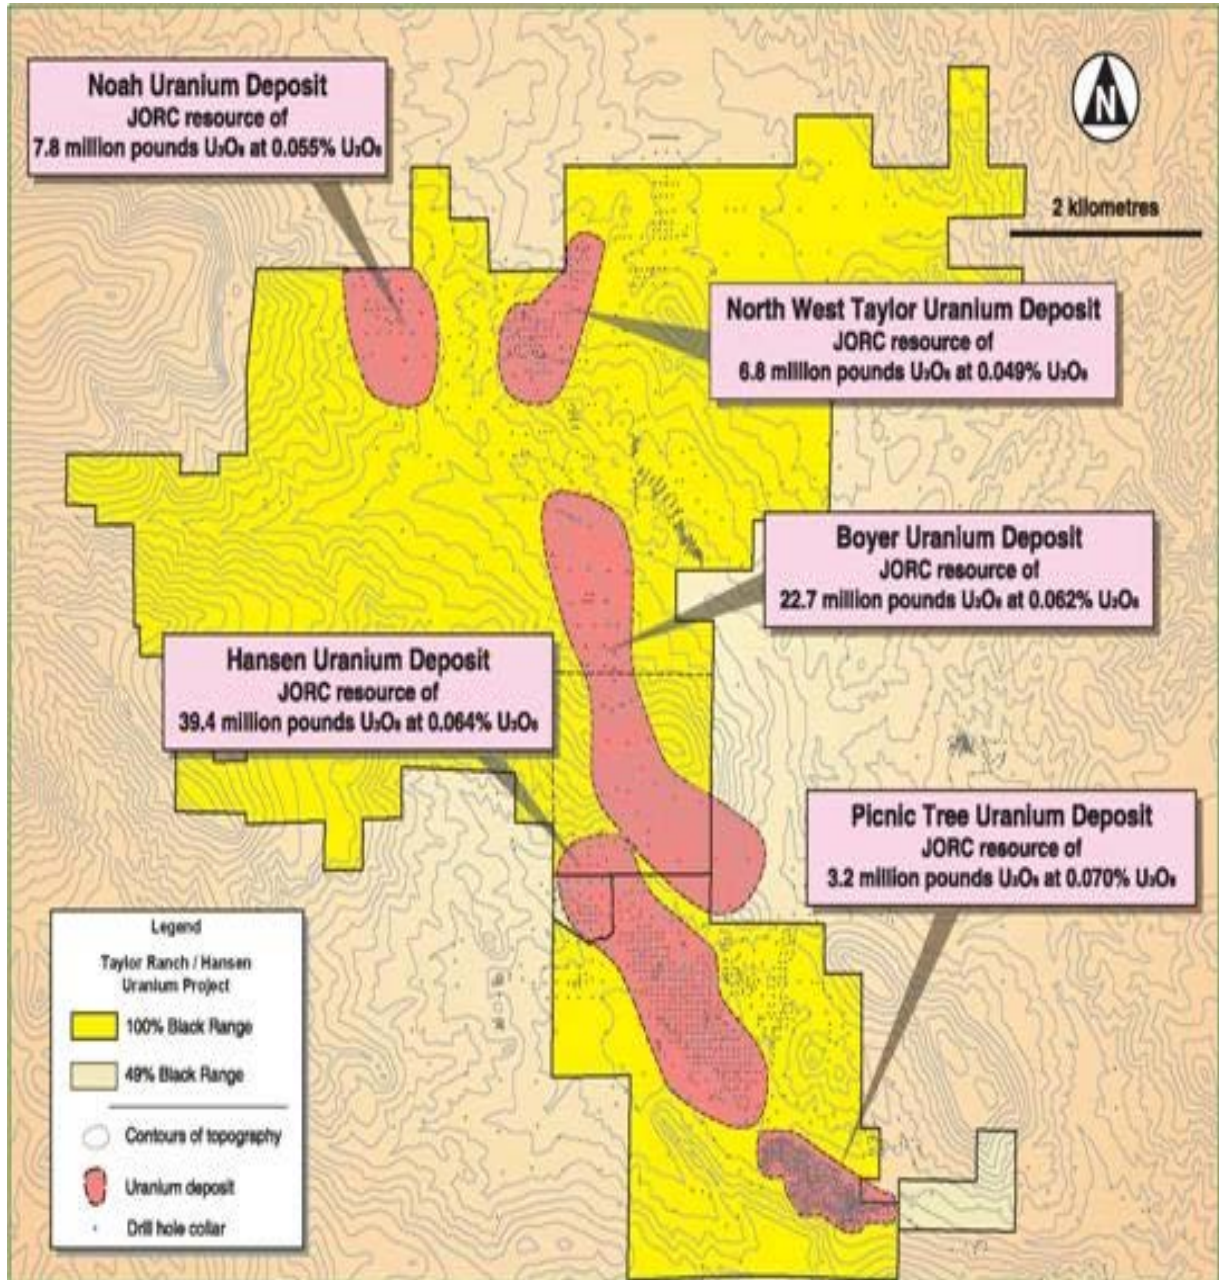 Noah Uranium Deposit
JORC resource of
7.8 million pounds U₃O₈ at 0.055% U₃O₈
N
2 kilometres
North West Taylor Uranium Deposit
JORC resource of
6.8 million pounds U₃O₈ at 0.049% U₃O₈
Boyer Uranium Deposit
JORC resource of
22.7 million pounds U₃O₈ at 0.062% U₃O₈
Hansen Uranium Deposit
JORC resource of
39.4 million pounds U₃O₈ at 0.064% U₃O₈
Picnic Tree Uranium Deposit
JORC resource of
3.2 million pounds U₃O₈ at 0.070% U₃O₈
Legend
Taylor Ranch / Hansen
Uranium Project
100% Black Range
49% Black Range
Contours of topography
Uranium deposit
Drill hole collar